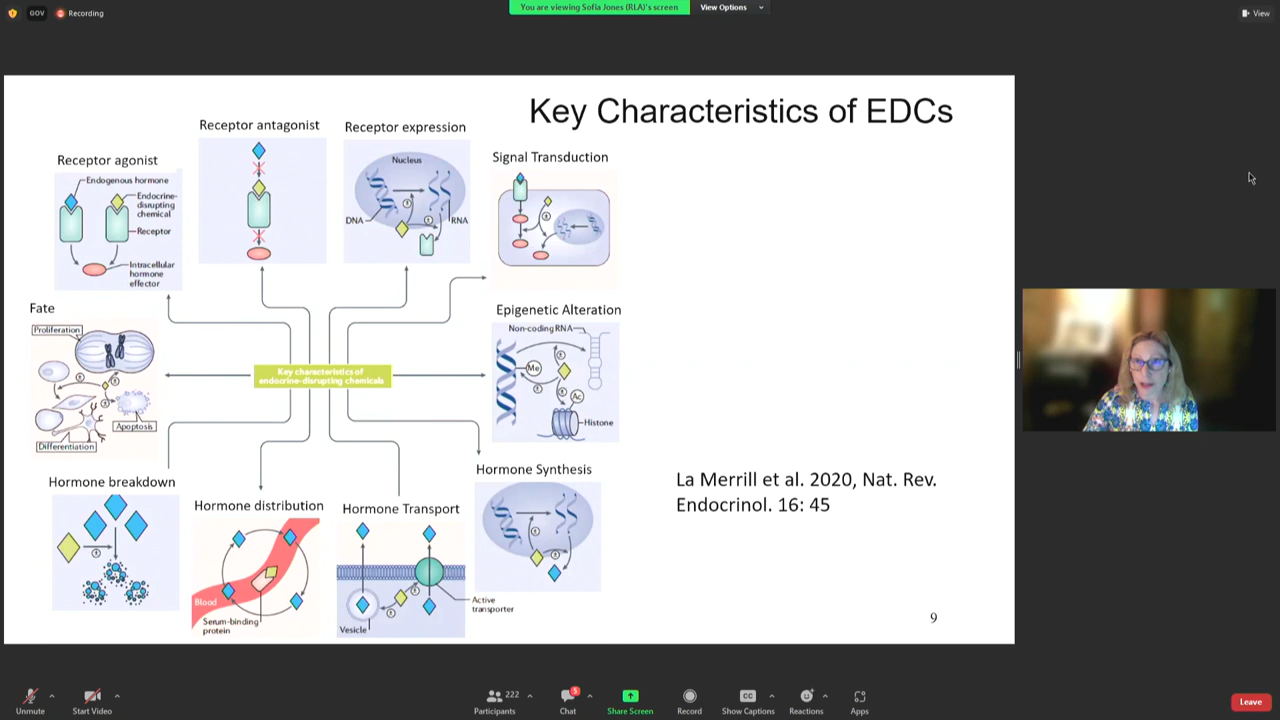 GOV
Recording
You are viewing Sofia Jones (RLA)'s screen
View Options
View
Key Characteristics of EDCs
Receptor agonist
Endogenous hormone
Endocrine-
disrupting
chemical
Receptor
Intracellular
hormone
effector
Receptor antagonist
Receptor expression
Nucleus
DNA
RNA
Signal Transduction
Fate
Proliferation
Apoptosis
Differentiation
Key characteristics of
endocrine-disrupting chemicals
Epigenetic Alteration
Non-coding RNA
Me
Ac
Histone
Hormone breakdown
Hormone distribution
Blood
Serum-binding
protein
Hormone Transport
Vesicle
Active
transporter
Hormone Synthesis
La Merrill et al. 2020, Nat. Rev.
Endocrinol. 16: 45
9
Unmute
Start Video
222
Participants
5
Chat
Share Screen
Record
CC
Show Captions
Reactions
Apps
Leave